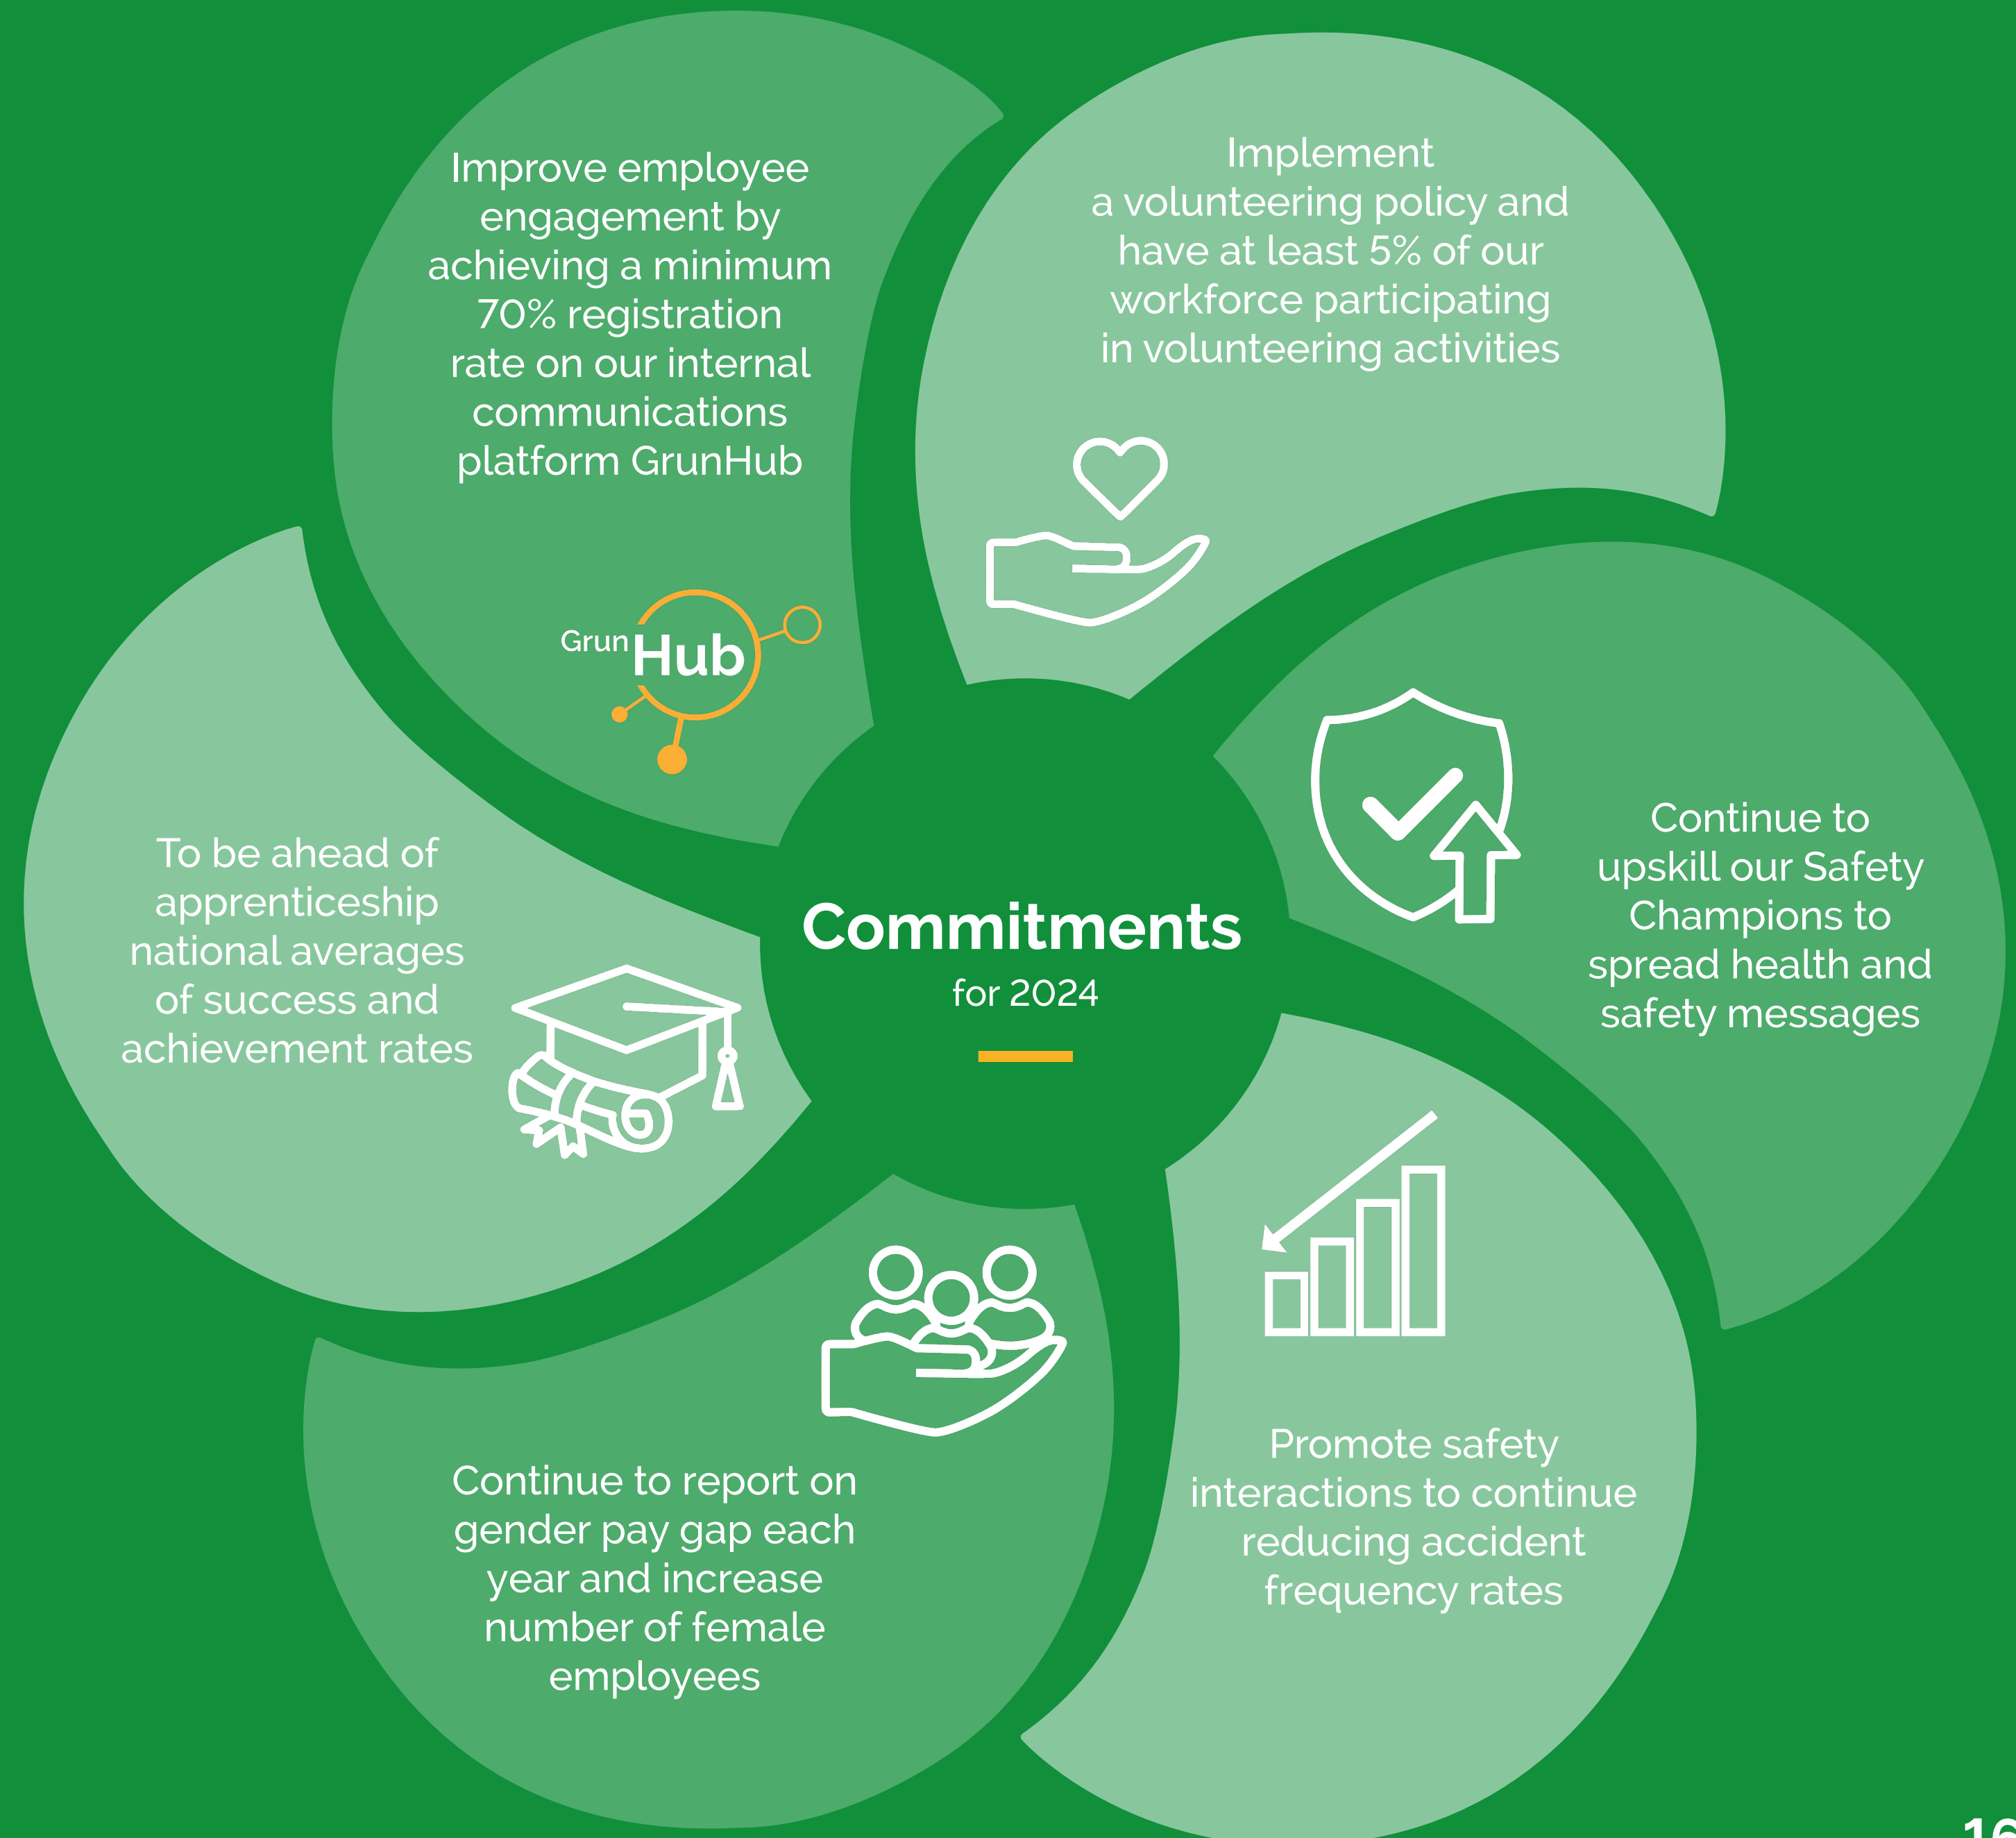 Improve employee
engagement by
achieving a minimum
70% registration
rate on our internal
communications
platform GrunHub
Grun
Hub
Implement
a volunteering policy and
have at least 5% of our
workforce participating
in volunteering activities
Continue to
upskill our Safety
Champions to
spread health and
safety messages
Promote safety
interactions to continue
reducing accident
frequency rates
Continue to report on
gender pay gap each
year and increase
number of female
employees
To be ahead of
apprenticeship
national averages
of success and
achievement rates
Commitments
for 2024